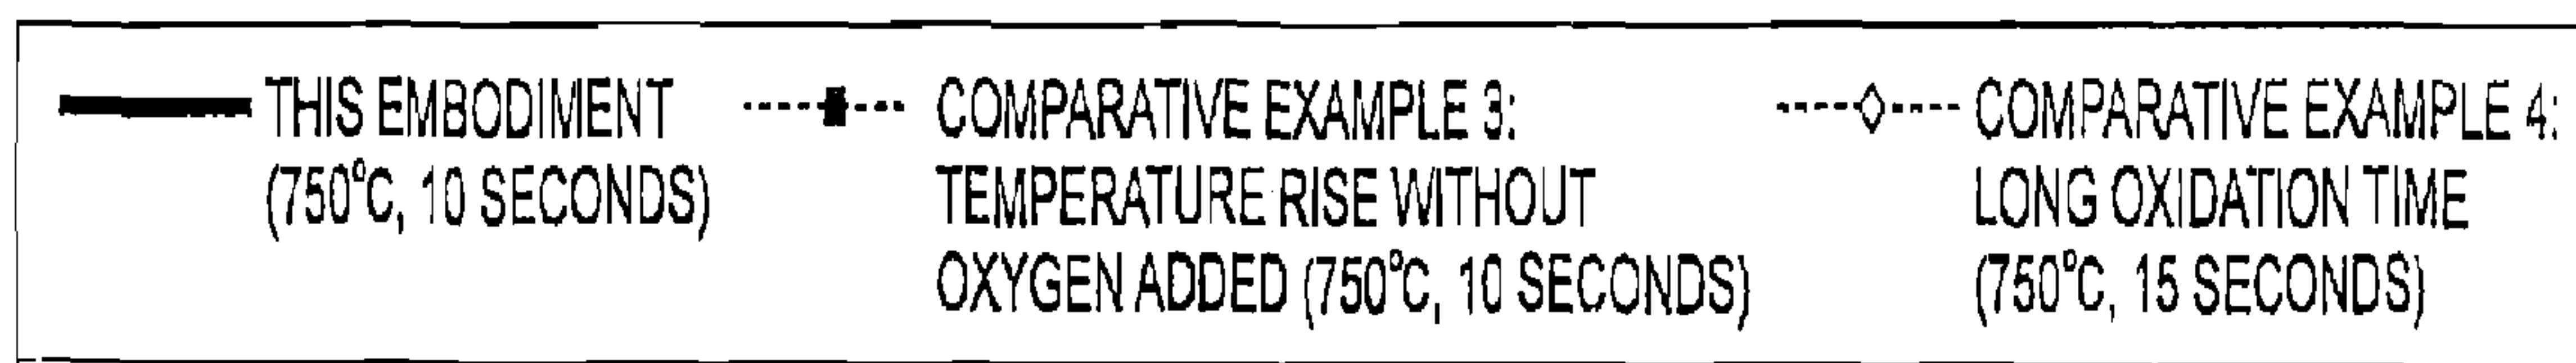 THIS EMBODIMENT
(750°C, 10 SECONDS)
COMPARATIVE EXAMPLE 3:
TEMPERATURE RISE WITHOUT
OXYGEN ADDED (750°C, 10 SECONDS)
COMPARATIVE EXAMPLE 4:
LONG OXIDATION TIME
(750°C, 15 SECONDS)